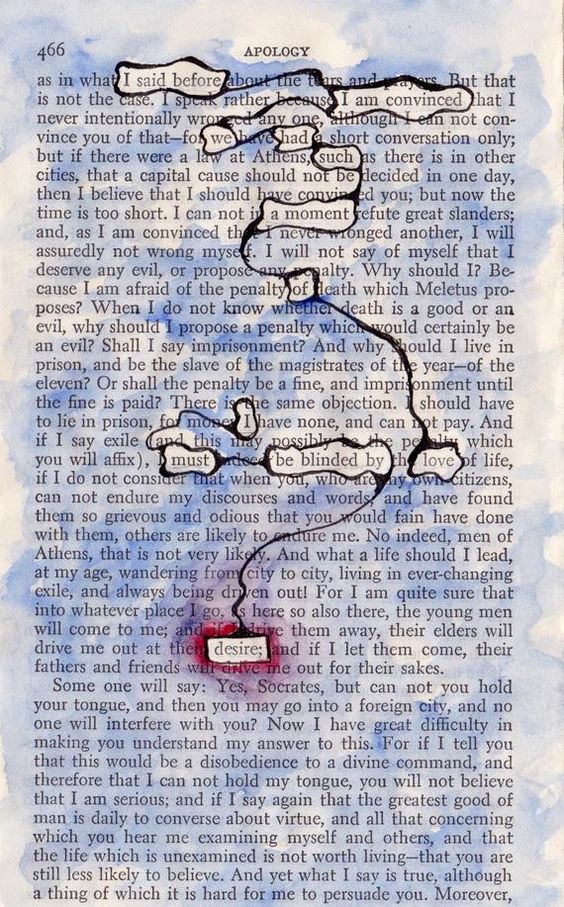 466 APOLOGY
as in what I said before about the tears and prayers. But that
is not the case. I speak rather because I am convinced that I
never intentionally wronged any one, although I can not con-
vince you of that—for we have had a short conversation only;
but if there were a law at Athens, such as there is in other
cities, that a capital cause should not be decided in one day,
then I believe that I should have convinced you; but now the
time is too short. I can not in a moment refute great slanders;
and, as I am convinced that I never wronged another, I will
assuredly not wrong myself. I will not say of myself that I
deserve any evil, or propose any penalty. Why should I? Be-
cause I am afraid of the penalty of death which Meletus pro-
poses? When I do not know whether death is a good or an
evil, why should I propose a penalty which would certainly be
an evil? Shall I say imprisonment? And why should I live in
prison, and be the slave of the magistrates of the year—of the
eleven? Or shall the penalty be a fine, and imprisonment until
the fine is paid? There is the same objection. I should have
to lie in prison, for money I have none, and can not pay. And
if I say exile (and this may possibly be the penalty which
you will affix), I must indeed be blinded by the love of life,
if I do not consider that when you, who are my own citizens,
can not endure my discourses and words, and have found
them so grievous and odious that you would fain have done
with them, others are likely to endure me. No indeed, men of
Athens, that is not very likely. And what a life should I lead,
at my age, wandering from city to city, living in ever-changing
exile, and always being driven out! For I am quite sure that
into whatever place I go, as here so also there, the young men
will come to me; and if I drive them away, their elders will
drive me out at their desire; and if I let them come, their
fathers and friends will drive me out for their sakes.
Some one will say: Yes, Socrates, but can not you hold
your tongue, and then you may go into a foreign city, and no
one will interfere with you? Now I have great difficulty in
making you understand my answer to this. For if I tell you
that this would be a disobedience to a divine command, and
therefore that I can not hold my tongue, you will not believe
that I am serious; and if I say again that the greatest good of
man is daily to converse about virtue, and all that concerning
which you hear me examining myself and others, and that
the life which is unexamined is not worth living—that you are
still less likely to believe. And yet what I say is true, although
a thing of which it is hard for me to persuade you. Moreover,